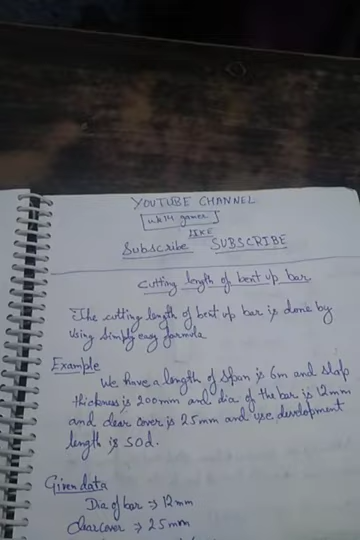 YOUTUBE CHANNEL
LIKE
Subscribe SUBSCRIBE
Cutting length of bent up bar
The cutting length of bent up bar is done by
using simply easy formula
Example
We have a length of Span is 6m and slab
thickness is 200mm and dia of the bar is 12mm
and clear cover is 25mm and use development
length is 50d.
Given data
Dia of bar → 12mm
clear cover → 25mm